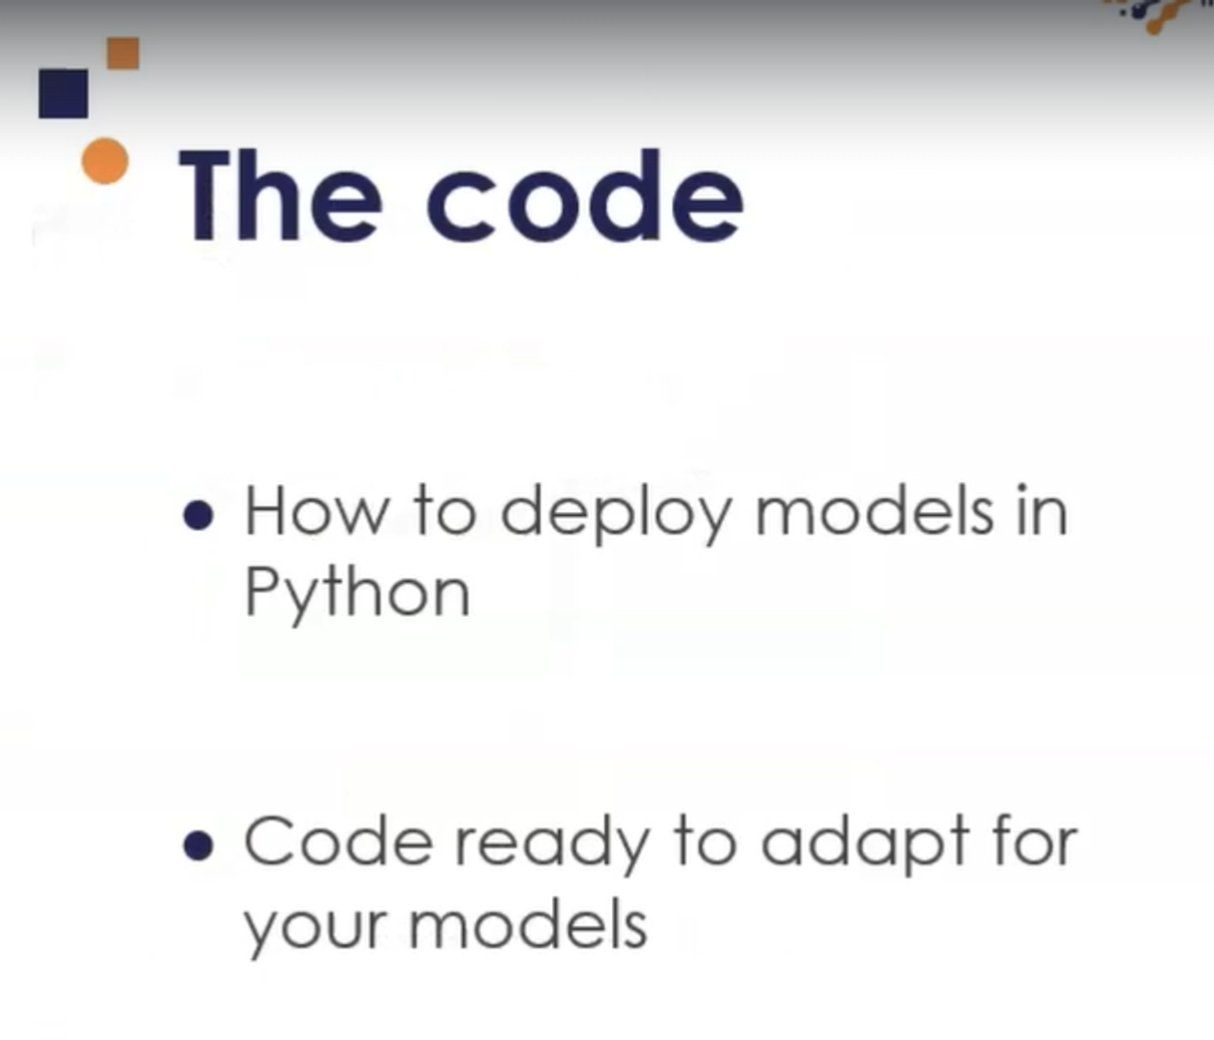 The code
• How to deploy models in
Python
• Code ready to adapt for
your models